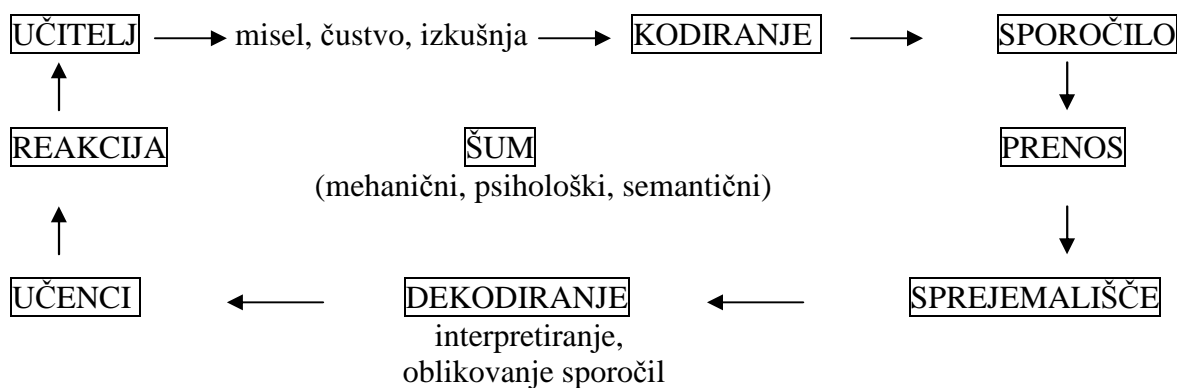 UČITELJ misel, čustvo, izkušnja KODIRANJE SPOROČILO
REAKCIJA ŠUM PRENOS
(mehanični, psihološki, semantični)
UČENCI DEKODIRANJE SPREJEMALIŠČE
interpretiranje,
oblikovanje sporočil